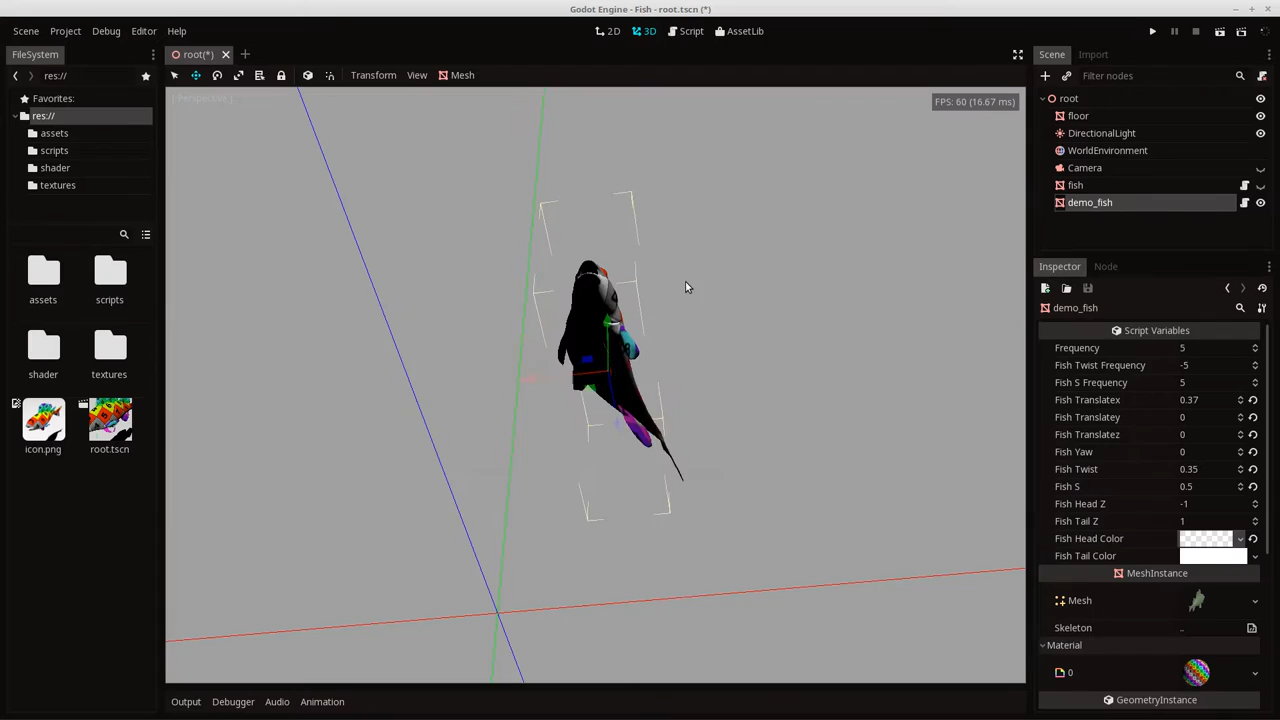 Godot Engine - Fish - root.tscn (*)
Scene Project Debug Editor Help
2D 3D Script AssetLib
FileSystem
root(*)
Scene Import
res://
Transform View Mesh
Filter nodes
Favorites:
res://
assets
scripts
shader
textures
[ Perspective ]
FPS: 60 (16.67 ms)
root
floor
DirectionalLight
WorldEnvironment
Camera
fish
demo_fish
assets scripts
shader textures
icon.png root.tscn
Inspector Node
demo_fish
Script Variables
Frequency 5
Fish Twist Frequency -5
Fish S Frequency 5
Fish Translatex 0.37
Fish Translatey 0
Fish Translatez 0
Fish Yaw 0
Fish Twist 0.35
Fish S 0.5
Fish Head Z -1
Fish Tail Z 1
Fish Head Color
Fish Tail Color
MeshInstance
Mesh
Skeleton ..
Material
0
GeometryInstance
Output Debugger Audio Animation